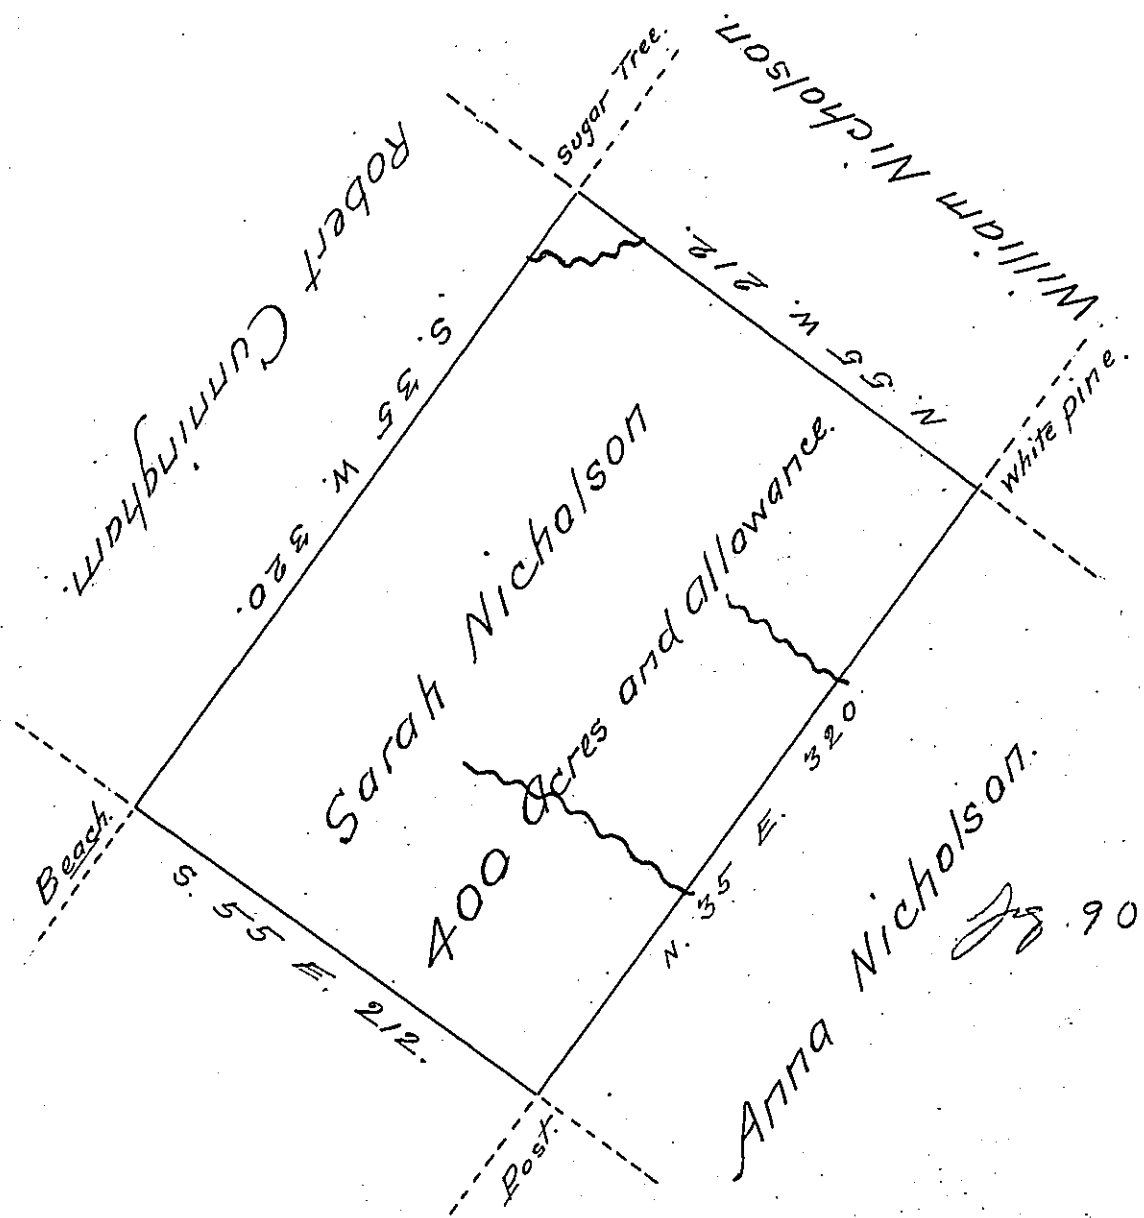 Sugar Tree.
William Nicholson.
Robert Cunningham.
N. 55 W. 212.
S. 35 W. 320.
White pine.
Sarah Nicholson
400 Acres and allowance.
Beach.
S. 55 E. 212.
N. 35 E. 320
Anna Nicholson.
90
Post.